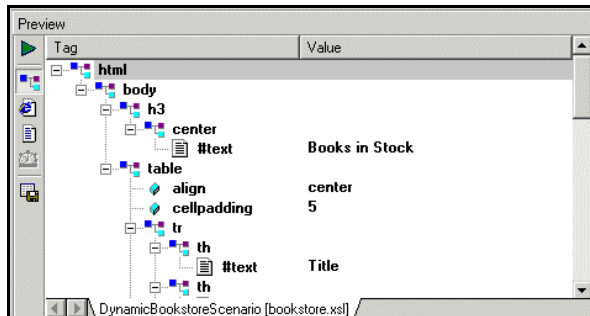 Preview
Tag Value
html
body
h3
center
#text Books in Stock
table
align center
cellpadding 5
tr
th
#text Title
th
DynamicBookstoreScenario [bookstore.xsl]